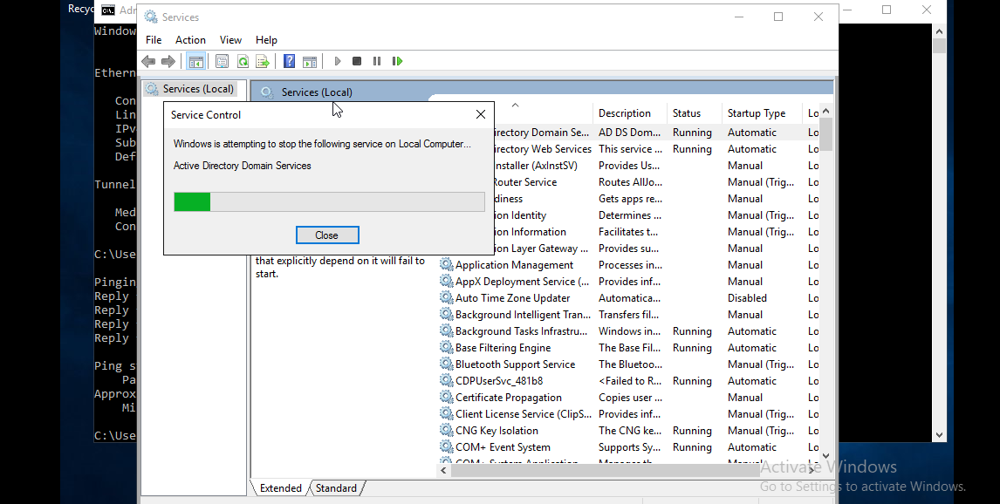 Recyc
Adr
Services
File Action View Help
Services (Local)
Services (Local)
Service Control
Windows is attempting to stop the following service on Local Computer...
Active Directory Domain Services
Close
that explicitly depend on it will fail to
start.
Description Status Startup Type Lo
irectory Domain Se... AD DS Dom... Running Automatic Lo
irectory Web Services This service ... Running Automatic Lo
nstaller (AxInstSV) Provides Us... Manual Lo
Router Service Routes AllJo... Manual (Trig... Lo
diness Gets apps re... Manual Lo
ion Identity Determines ... Manual (Trig... Lo
ion Information Facilitates t... Manual (Trig... Lo
ion Layer Gateway ... Provides su... Manual Lo
Application Management Processes in... Manual Lo
AppX Deployment Service (... Provides inf... Manual Lo
Auto Time Zone Updater Automatica... Disabled Lo
Background Intelligent Tran... Transfers fil... Manual Lo
Background Tasks Infrastru... Windows in... Running Automatic Lo
Base Filtering Engine The Base Fil... Running Automatic Lo
Bluetooth Support Service The Bluetoo... Manual (Trig... Lo
CDPUserSvc_481b8 <Failed to R... Running Automatic Lo
Certificate Propagation Copies user ... Manual Lo
Client License Service (ClipS... Provides inf... Manual (Trig... Lo
CNG Key Isolation The CNG ke... Running Manual (Trig... Lo
COM+ Event System Supports Sy... Running Automatic Lo
COM+ System Application Manages th... Manual Lo
Extended Standard
Window
Ethern
Con
Lin
IPv
Sub
Def
Tunnel
Med
Con
C:\Use
Pingin
Reply
Reply
Reply
Reply
Ping s
Pa
Approx
Mi
C:\Use
Activate Windows
Go to Settings to activate Windows.